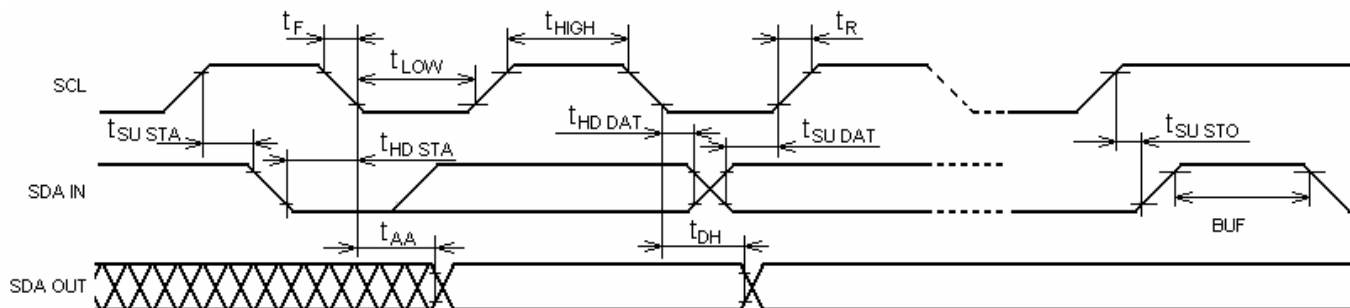 tF
tHIGH
tR
tLOW
SCL
tSU STA
tHD STA
tHD DAT
tSU DAT
tSU STO
SDA IN
BUF
tAA
tDH
SDA OUT